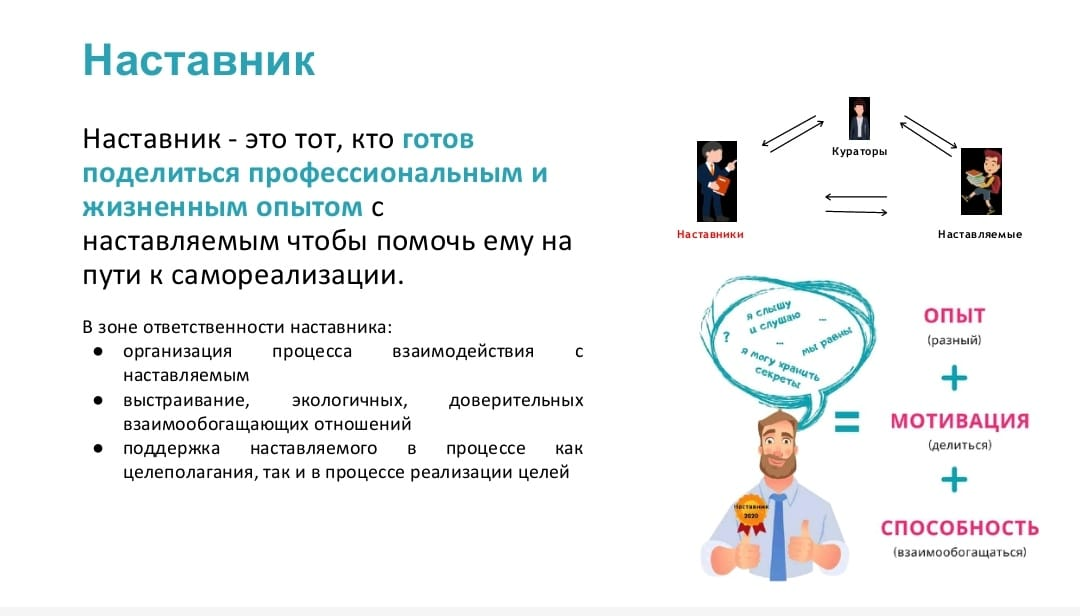 Наставник
Наставник - это тот, кто готов
поделиться профессиональным и
жизненным опытом с
наставляемым чтобы помочь ему на
пути к самореализации.
В зоне ответственности наставника:
● организация процесса взаимодействия с
наставляемым
● выстраивание, экологичных, доверительных
взаимообогащающих отношений
● поддержка наставляемого в процессе как
целеполагания, так и в процессе реализации целей
Кураторы
Наставники
Наставляемые
я слышу
и слушаю
...
?
...
мы равны
я могу хранить
секреты
Наставник
2020
=
ОПЫТ
(разный)
+
МОТИВАЦИЯ
(делиться)
+
СПОСОБНОСТЬ
(взаимообогащаться)